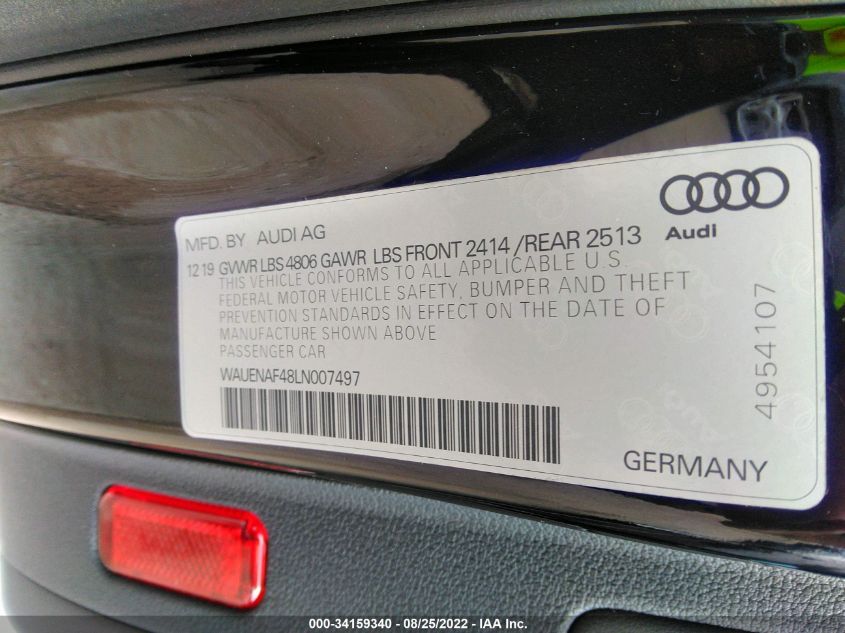 MFD. BY AUDI AG
12 19 GVWR LBS 4806 GAWR LBS FRONT 2414 /REAR 2513
THIS VEHICLE CONFORMS TO ALL APPLICABLE U.S.
FEDERAL MOTOR VEHICLE SAFETY, BUMPER AND THEFT
PREVENTION STANDARDS IN EFFECT ON THE DATE OF
MANUFACTURE SHOWN ABOVE
PASSENGER CAR
WAUENAF48LN007497
Audi
4954107
GERMANY
000-34159340 - 08/25/2022 - IAA Inc.